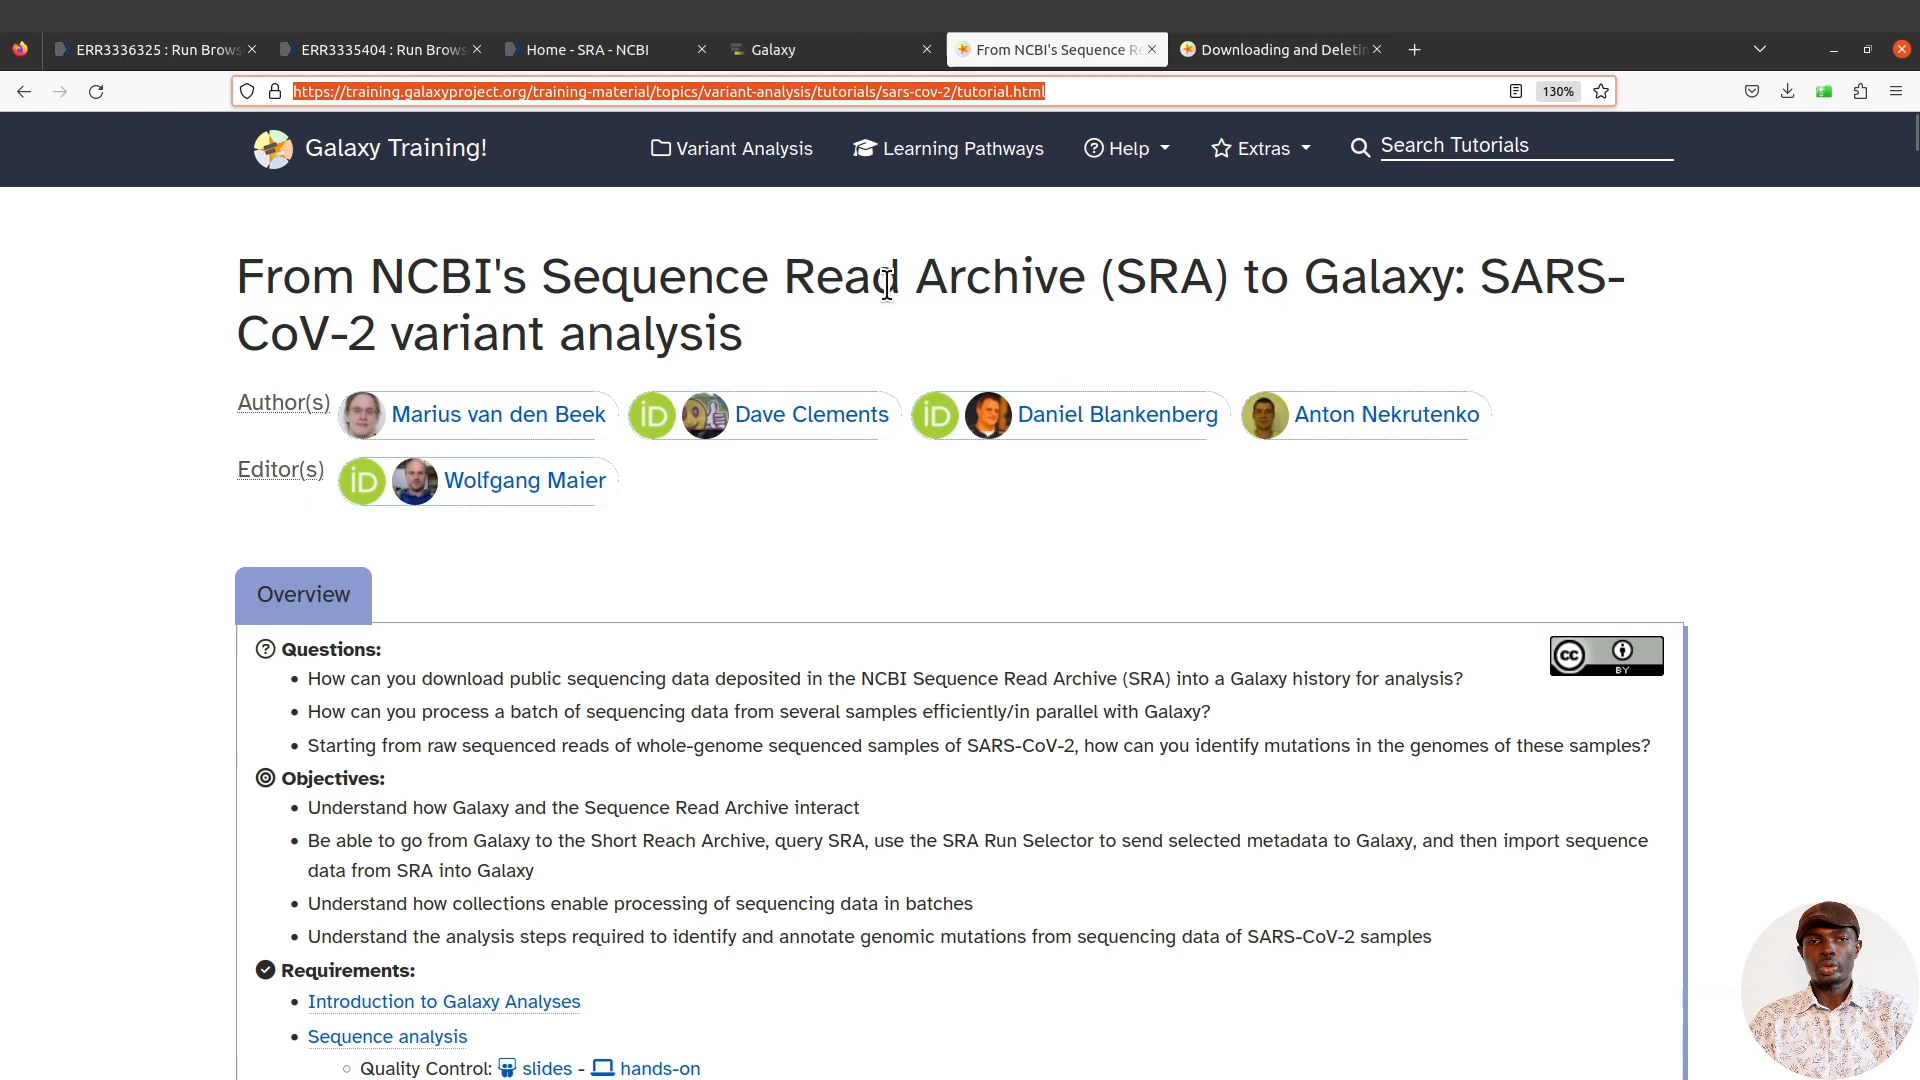 ERR3336325 : Run Brows
ERR3335404 : Run Brows
Home - SRA - NCBI
Galaxy
From NCBI's Sequence Re
Downloading and Deletin
https://training.galaxyproject.org/training-material/topics/variant-analysis/tutorials/sars-cov-2/tutorial.html
130%
Galaxy Training!
Variant Analysis
Learning Pathways
Help
Extras
Search Tutorials
From NCBI's Sequence Read Archive (SRA) to Galaxy: SARS-
CoV-2 variant analysis
Author(s)
iD
Marius van den Beek
iD
Dave Clements
iD
Daniel Blankenberg
Anton Nekrutenko
Editor(s)
iD
Wolfgang Maier
Overview
Questions:
cc
BY
• How can you download public sequencing data deposited in the NCBI Sequence Read Archive (SRA) into a Galaxy history for analysis?
• How can you process a batch of sequencing data from several samples efficiently/in parallel with Galaxy?
• Starting from raw sequenced reads of whole-genome sequenced samples of SARS-CoV-2, how can you identify mutations in the genomes of these samples?
Objectives:
• Understand how Galaxy and the Sequence Read Archive interact
• Be able to go from Galaxy to the Short Reach Archive, query SRA, use the SRA Run Selector to send selected metadata to Galaxy, and then import sequence
data from SRA into Galaxy
• Understand how collections enable processing of sequencing data in batches
• Understand the analysis steps required to identify and annotate genomic mutations from sequencing data of SARS-CoV-2 samples
Requirements:
• Introduction to Galaxy Analyses
• Sequence analysis
◦ Quality Control: slides - hands-on